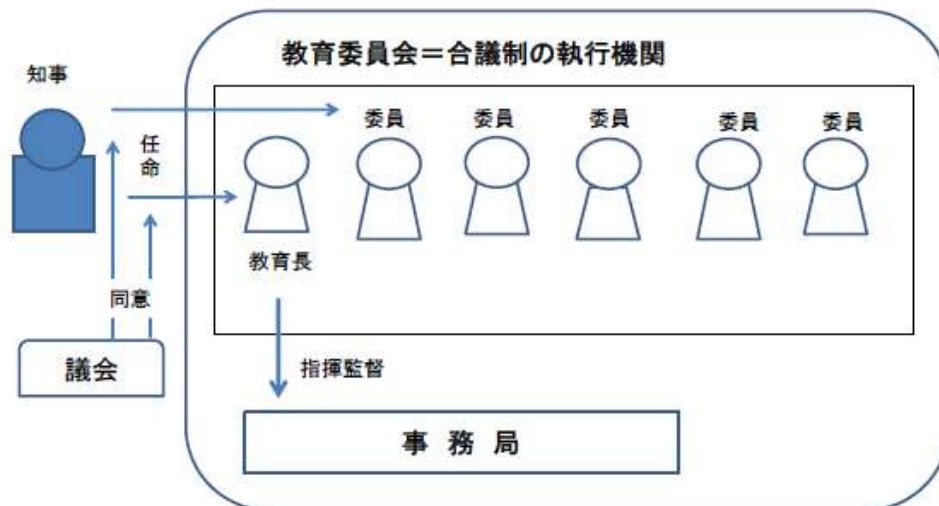 教育委員会＝合議制の執行機関
知事
委員
委員
委員
委員
委員
任命
教育長
同意
議会
指揮監督
事務局